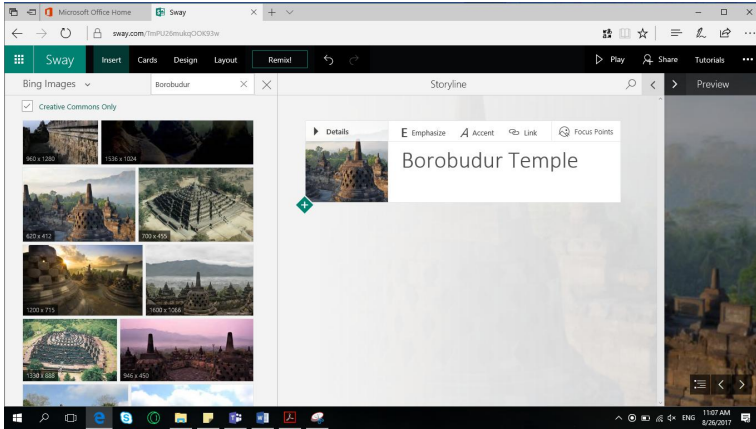 Microsoft Office Home
Sway
sway.com/TmPU26mukqOOK93w
Sway Insert Cards Design Layout Remix! Play Share Tutorials
Bing Images Borobudur Storyline Preview
Creative Commons Only
Details Emphasize Accent Link Focus Points
Borobudur Temple
960 x 1280 1536 x 1024
620 x 412 700 x 455
1200 x 715 1600 x 1066
1330 x 888 946 x 450
ENG 11:07 AM
8/26/2017